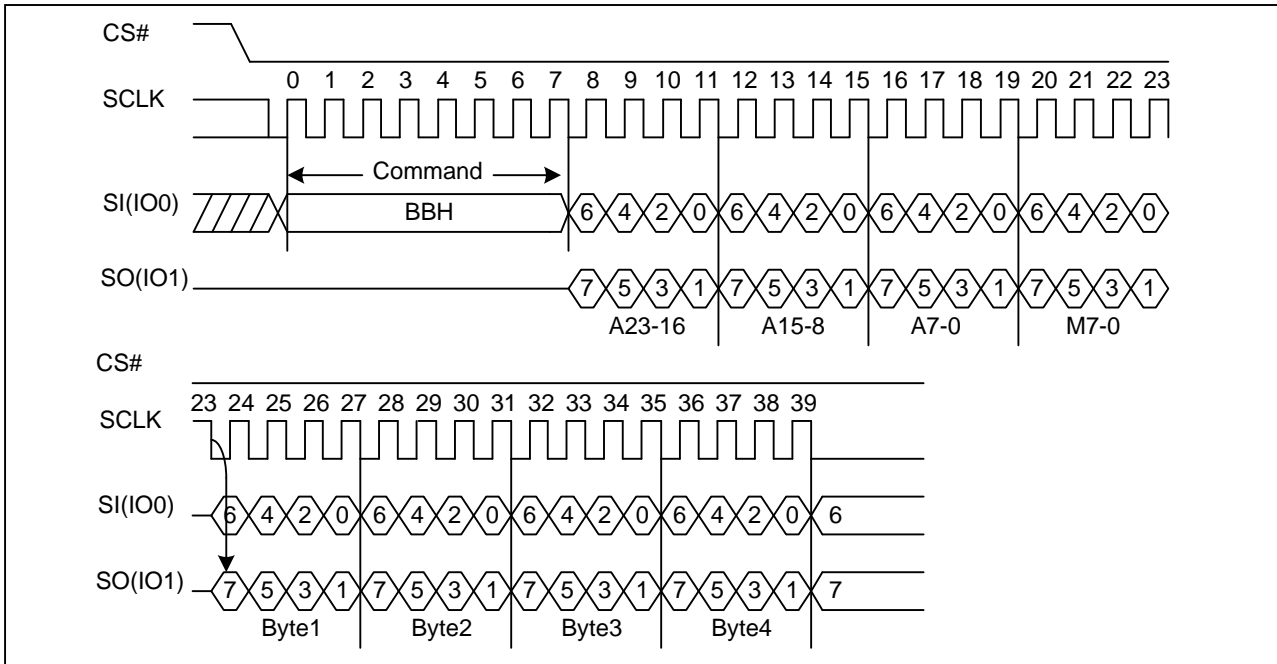 CS#
0 1 2 3 4 5 6 7 8 9 10 11 12 13 14 15 16 17 18 19 20 21 22 23
SCLK
Command
SI(IO0)
BBH
6 4 2 0 6 4 2 0 6 4 2 0 6 4 2 0
SO(IO1)
7 5 3 1 7 5 3 1 7 5 3 1 7 5 3 1
A23-16 A15-8 A7-0 M7-0
CS#
23 24 25 26 27 28 29 30 31 32 33 34 35 36 37 38 39
SCLK
SI(IO0)
6 4 2 0 6 4 2 0 6 4 2 0 6 4 2 0 6
SO(IO1)
7 5 3 1 7 5 3 1 7 5 3 1 7 5 3 1 7
Byte1 Byte2 Byte3 Byte4